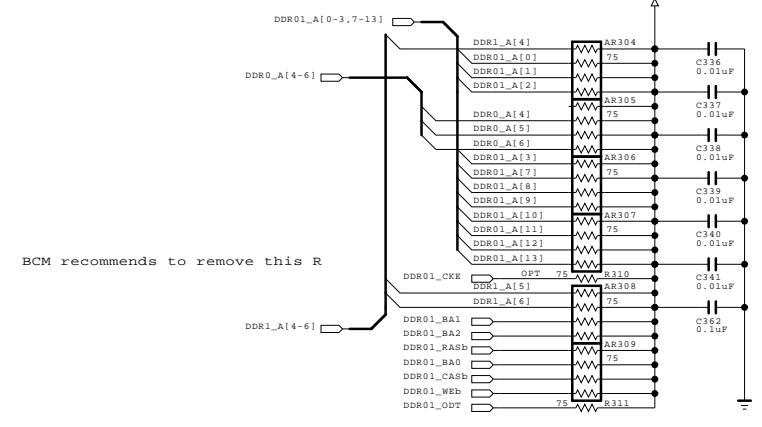 DDR01_A[0-3,7-13]
DDR1_A[4] AR304
DDR01_A[0] 75
C336
0.01uF
DDR0_A[4-6]
DDR01_A[1]
DDR01_A[2]
AR305
C337
0.01uF
DDR0_A[4] 75
DDR0_A[5]
DDR0_A[6]
C338
0.01uF
DDR01_A[3] AR306
DDR01_A[7] 75
DDR01_A[8]
C339
0.01uF
DDR01_A[9]
DDR01_A[10] AR307
DDR01_A[11] 75
C340
0.01uF
DDR01_A[12]
DDR01_A[13]
BCM recommends to remove this R
DDR01_CKE OPT 75 R310
C341
0.01uF
DDR1_A[5] AR308
DDR1_A[6] 75
DDR01_BA1
C362
0.1uF
DDR1_A[4-6]
DDR01_BA2
DDR01_RASb AR309
DDR01_BA0 75
DDR01_CASb
DDR01_WEb
DDR01_ODT 75 R311